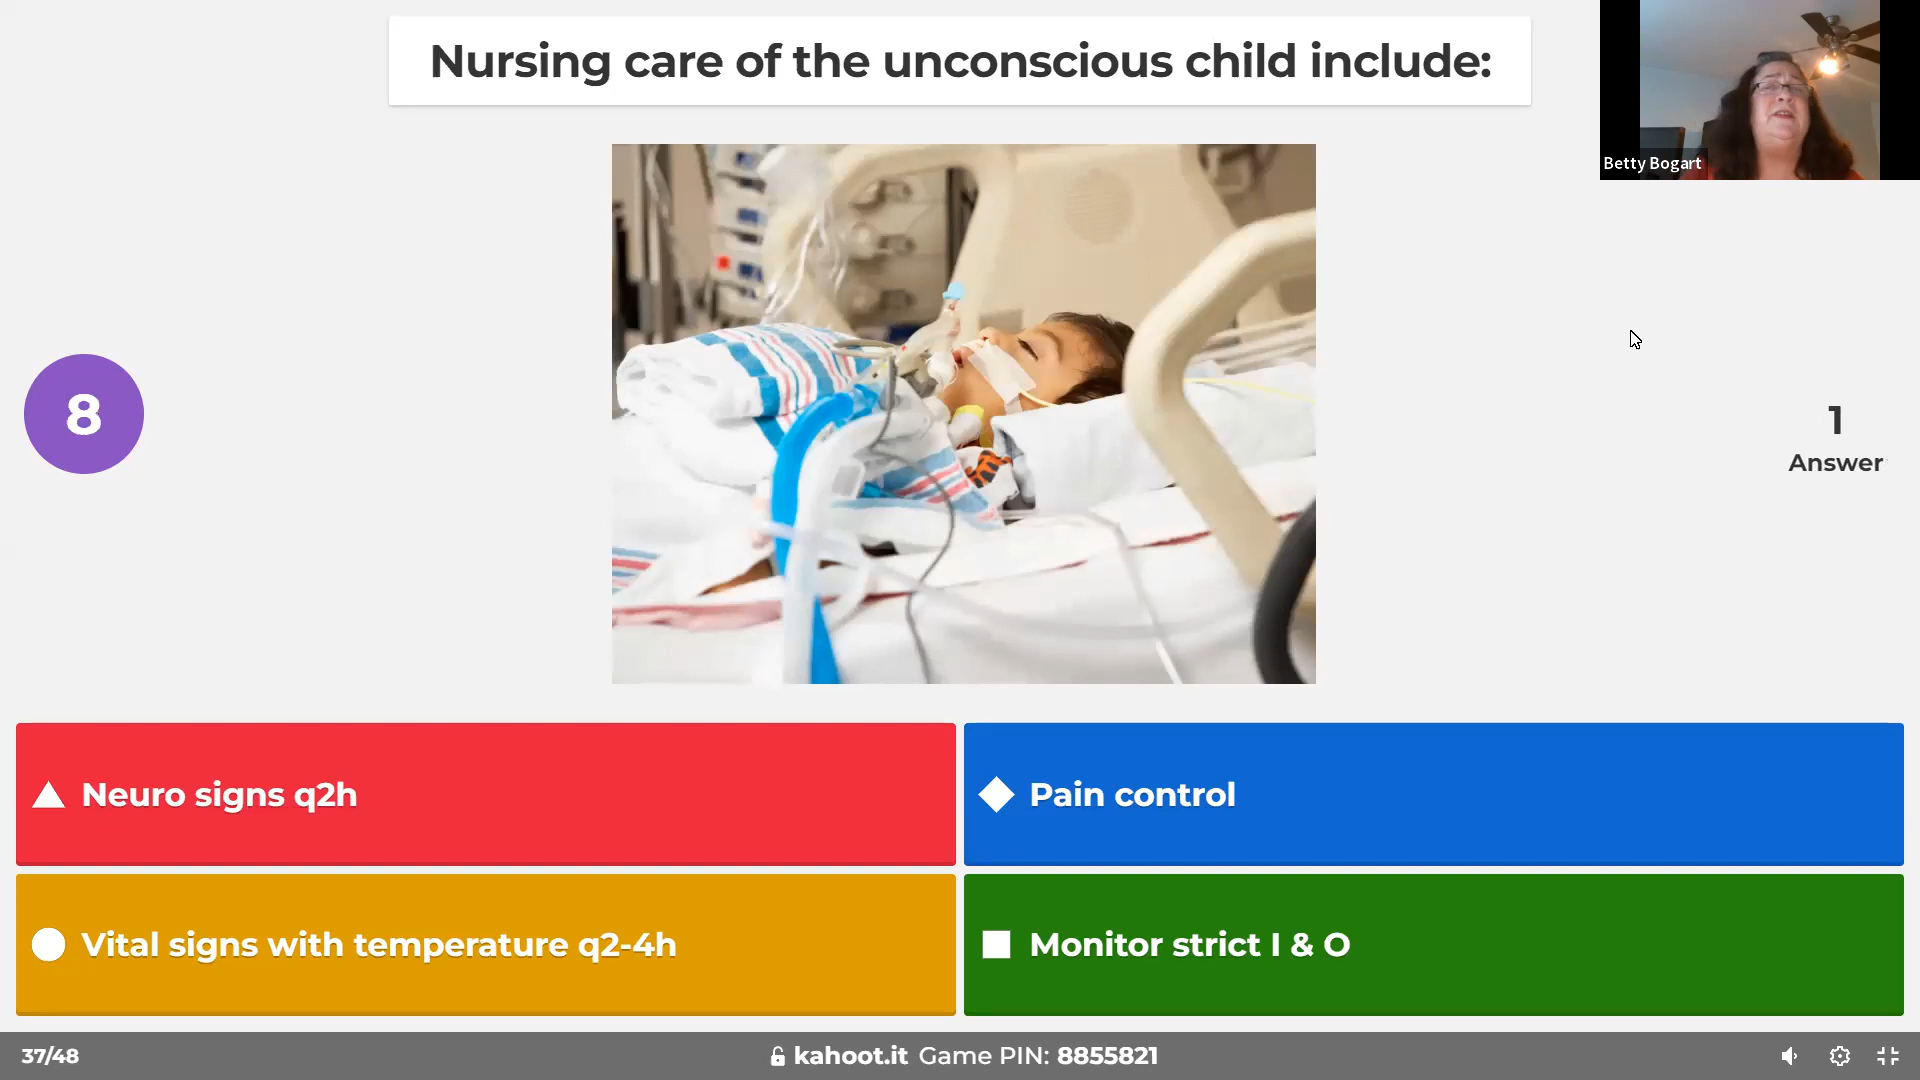 Nursing care of the unconscious child include:
Betty Bogart
8
1
Answer
Neuro signs q2h
Pain control
Vital signs with temperature q2-4h
Monitor strict I & O
37/48
kahoot.it Game PIN: 8855821